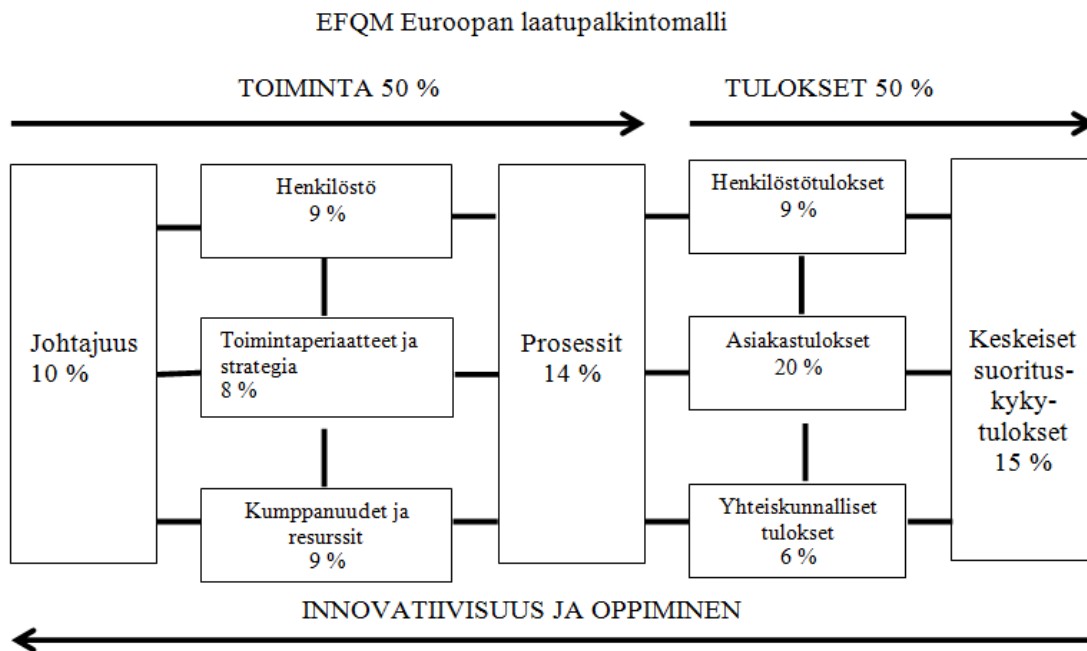 EFQM Euroopan laatupalkintomalli
TOIMINTA 50 %
TULOKSET 50 %
Johtajuus
10 %
Henkilöstö
9 %
Toimintaperiaatteet ja
strategia
8 %
Kumppanuudet ja
resurssit
9 %
Prosessit
14 %
Henkilöstötulokset
9 %
Asiakastulokset
20 %
Yhteiskunnalliset
tulokset
6 %
Keskeiset
suoritus-
kyky-
tulokset
15 %
INNOVATIIVISUUS JA OPPIMINEN